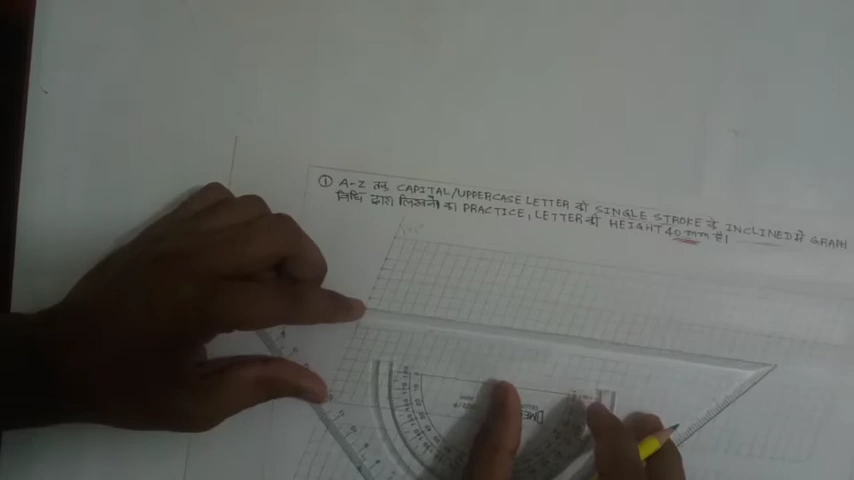 ① A-Z तक CAPITAL/UPPERCASE LETTER को SINGLE STROKE के INCLINED में GRAPH
विधि द्वारा लिखने का PRACTICE, LETTER की HEIGHT 40 mm है।